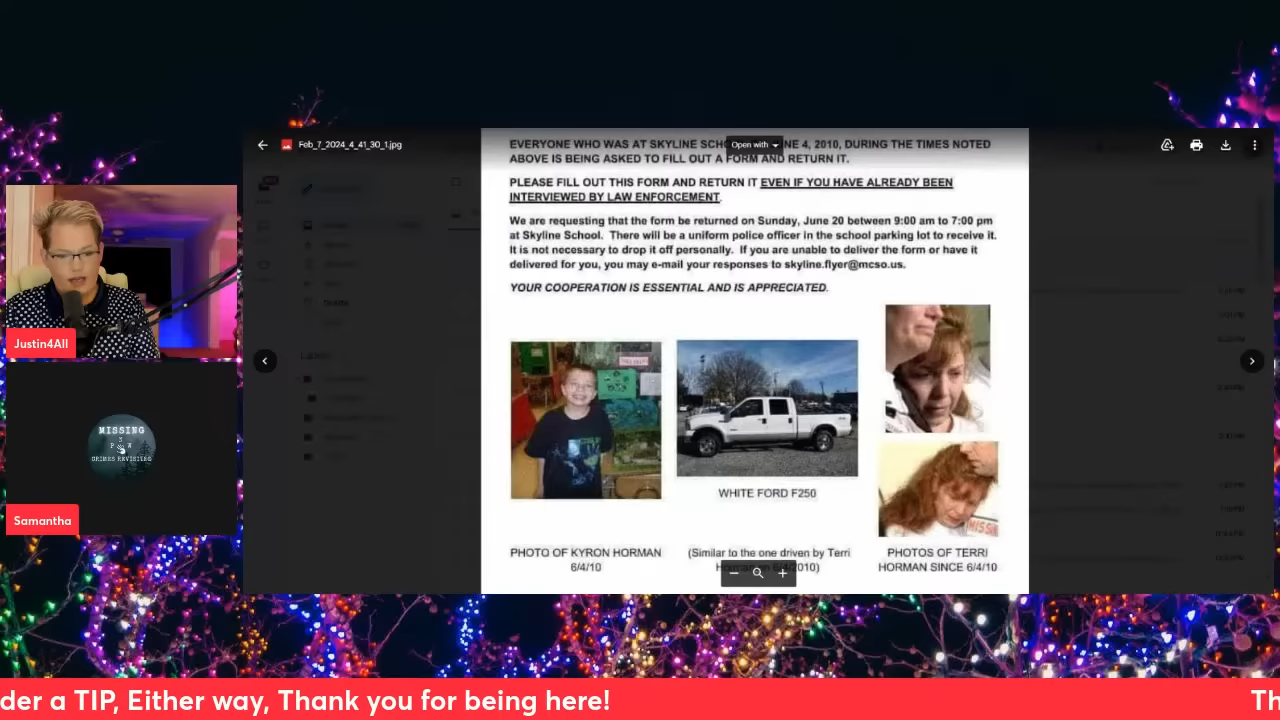 Feb_7_2024_4_41_30_1.jpg
Open with
EVERYONE WHO WAS AT SKYLINE NE 4, 2010, DURING THE TIMES NOTED
ABOVE IS BEING ASKED TO FILL OUT A FORM AND RETURN IT.
PLEASE FILL OUT THIS FORM AND RETURN IT EVEN IF YOU HAVE ALREADY BEEN
INTERVIEWED BY LAW ENFORCEMENT.
We are requesting that the form be returned on Sunday, June 20 between 9:00 am to 7:00 pm
at Skyline School. There will be a uniform police officer in the school parking lot to receive it.
It is not necessary to drop it off personally. If you are unable to deliver the form or have it
delivered for you, you may e-mail your responses to skyline.flyer@mcso.us.
YOUR COOPERATION IS ESSENTIAL AND IS APPRECIATED.
WHITE FORD F250
PHOTO OF KYRON HORMAN
6/4/10
(Similar to the one driven by Terri
2010)
PHOTOS OF TERRI
HORMAN SINCE 6/4/10
Justin4All
MISSING
CRIMES REVISITED
Samantha
der a TIP, Either way, Thank you for being here!
Th